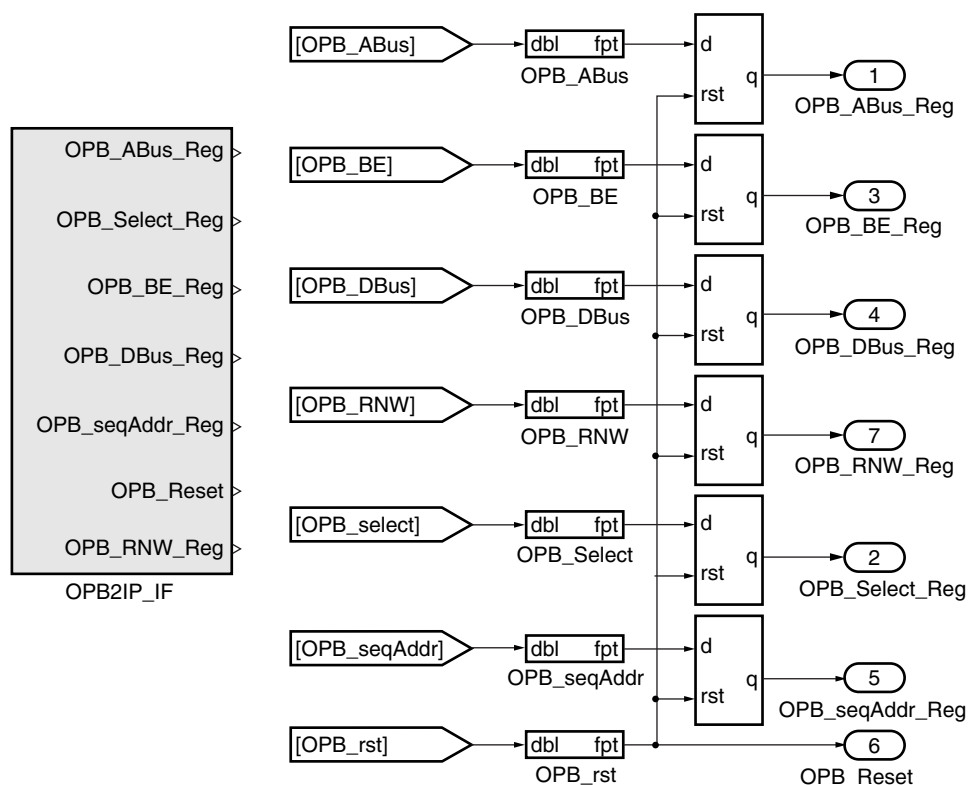 OPB_ABus_Reg
OPB_Select_Reg
OPB_BE_Reg
OPB_DBus_Reg
OPB_seqAddr_Reg
OPB_Reset
OPB_RNW_Reg
OPB2IP_IF
[OPB_ABus] dbl fpt d
OPB_ABus
rst q 1
OPB_ABus_Reg
[OPB_BE] dbl fpt d
OPB_BE
rst q 3
OPB_BE_Reg
[OPB_DBus] dbl fpt d
OPB_DBus
rst q 4
OPB_DBus_Reg
[OPB_RNW] dbl fpt d
OPB_RNW
rst q 7
OPB_RNW_Reg
[OPB_select] dbl fpt d
OPB_Select
rst q 2
OPB_Select_Reg
[OPB_seqAddr] dbl fpt d
OPB_seqAddr
rst q 5
OPB_seqAddr_Reg
[OPB_rst] dbl fpt 6
OPB_rst
OPB_Reset